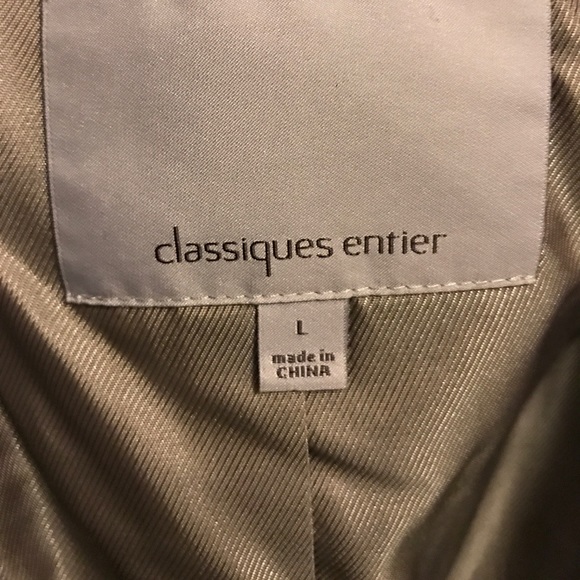 classiques entier
L
made in
CHINA